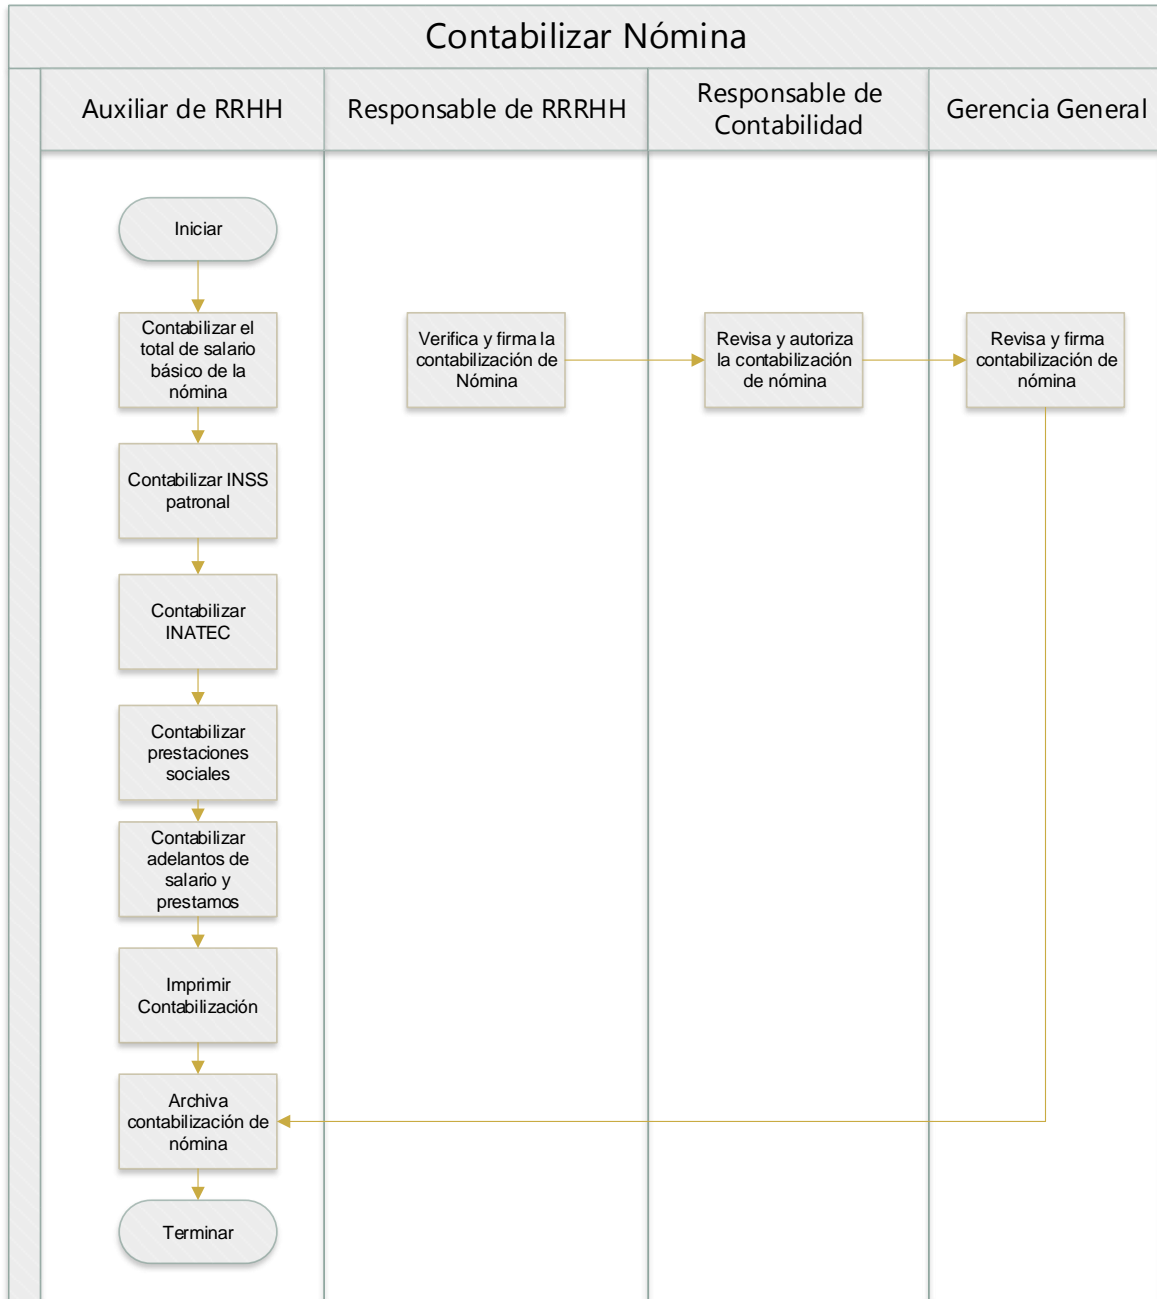 Contabilizar Nómina
Auxiliar de RRHH
Responsable de RRRHH
Responsable de
Contabilidad
Gerencia General
Iniciar
Contabilizar el
total de salario
básico de la
nómina
Verifica y firma la
contabilización de
Nómina
Revisa y autoriza
la contabilización
de nómina
Revisa y firma
contabilización de
nómina
Contabilizar INSS
patronal
Contabilizar
INATEC
Contabilizar
prestaciones
sociales
Contabilizar
adelantos de
salario y
prestamos
Imprimir
Contabilización
Archiva
contabilización de
nómina
Terminar